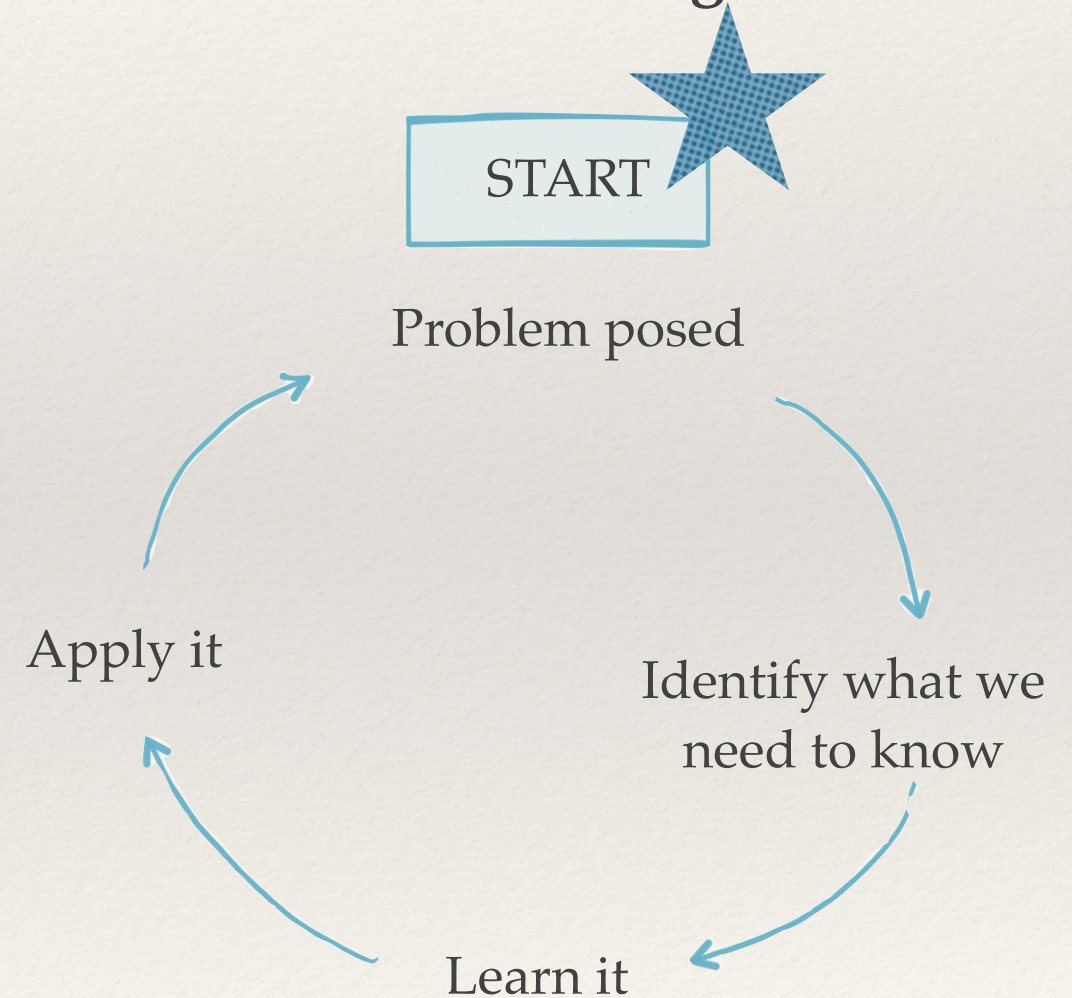 START
Problem posed
Apply it
Identify what we
need to know
Learn it